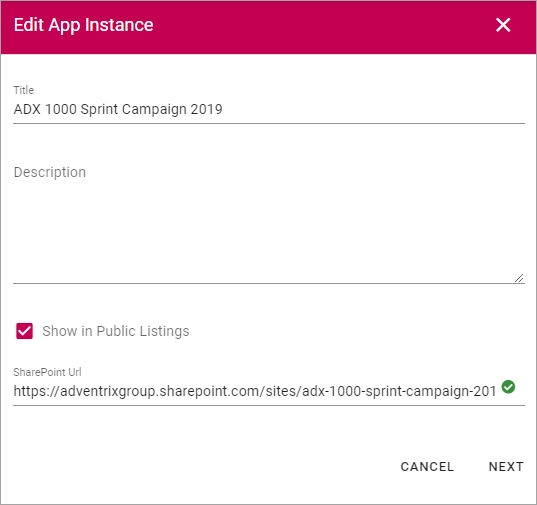 Edit App Instance
Title
ADX 1000 Sprint Campaign 2019
Description
Show in Public Listings
SharePoint Url
https://adventrixgroup.sharepoint.com/sites/adx-1000-sprint-campaign-201
CANCEL NEXT